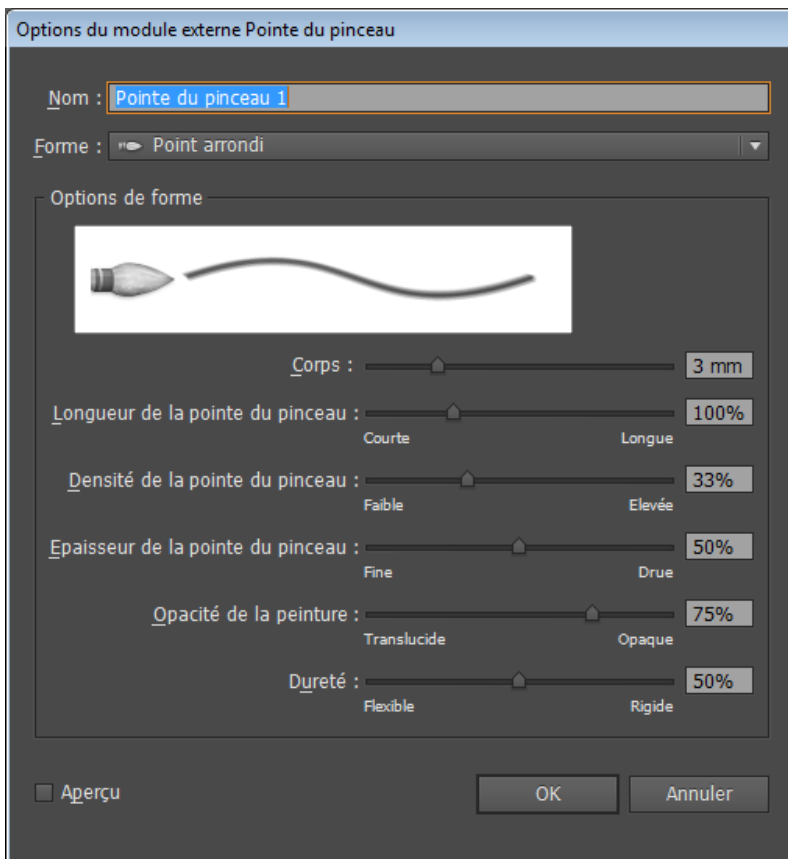 Options du module externe Pointe du pinceau
Nom : Pointe du pinceau 1
Forme : Point arrondi
Options de forme
Corps : 3 mm
Longueur de la pointe du pinceau : 100%
Courte Longue
Densité de la pointe du pinceau : 33%
Faible Elevée
Epaisseur de la pointe du pinceau : 50%
Fine Drue
Opacité de la peinture : 75%
Translucide Opaque
Dureté : 50%
Flexible Rigide
Aperçu OK Annuler